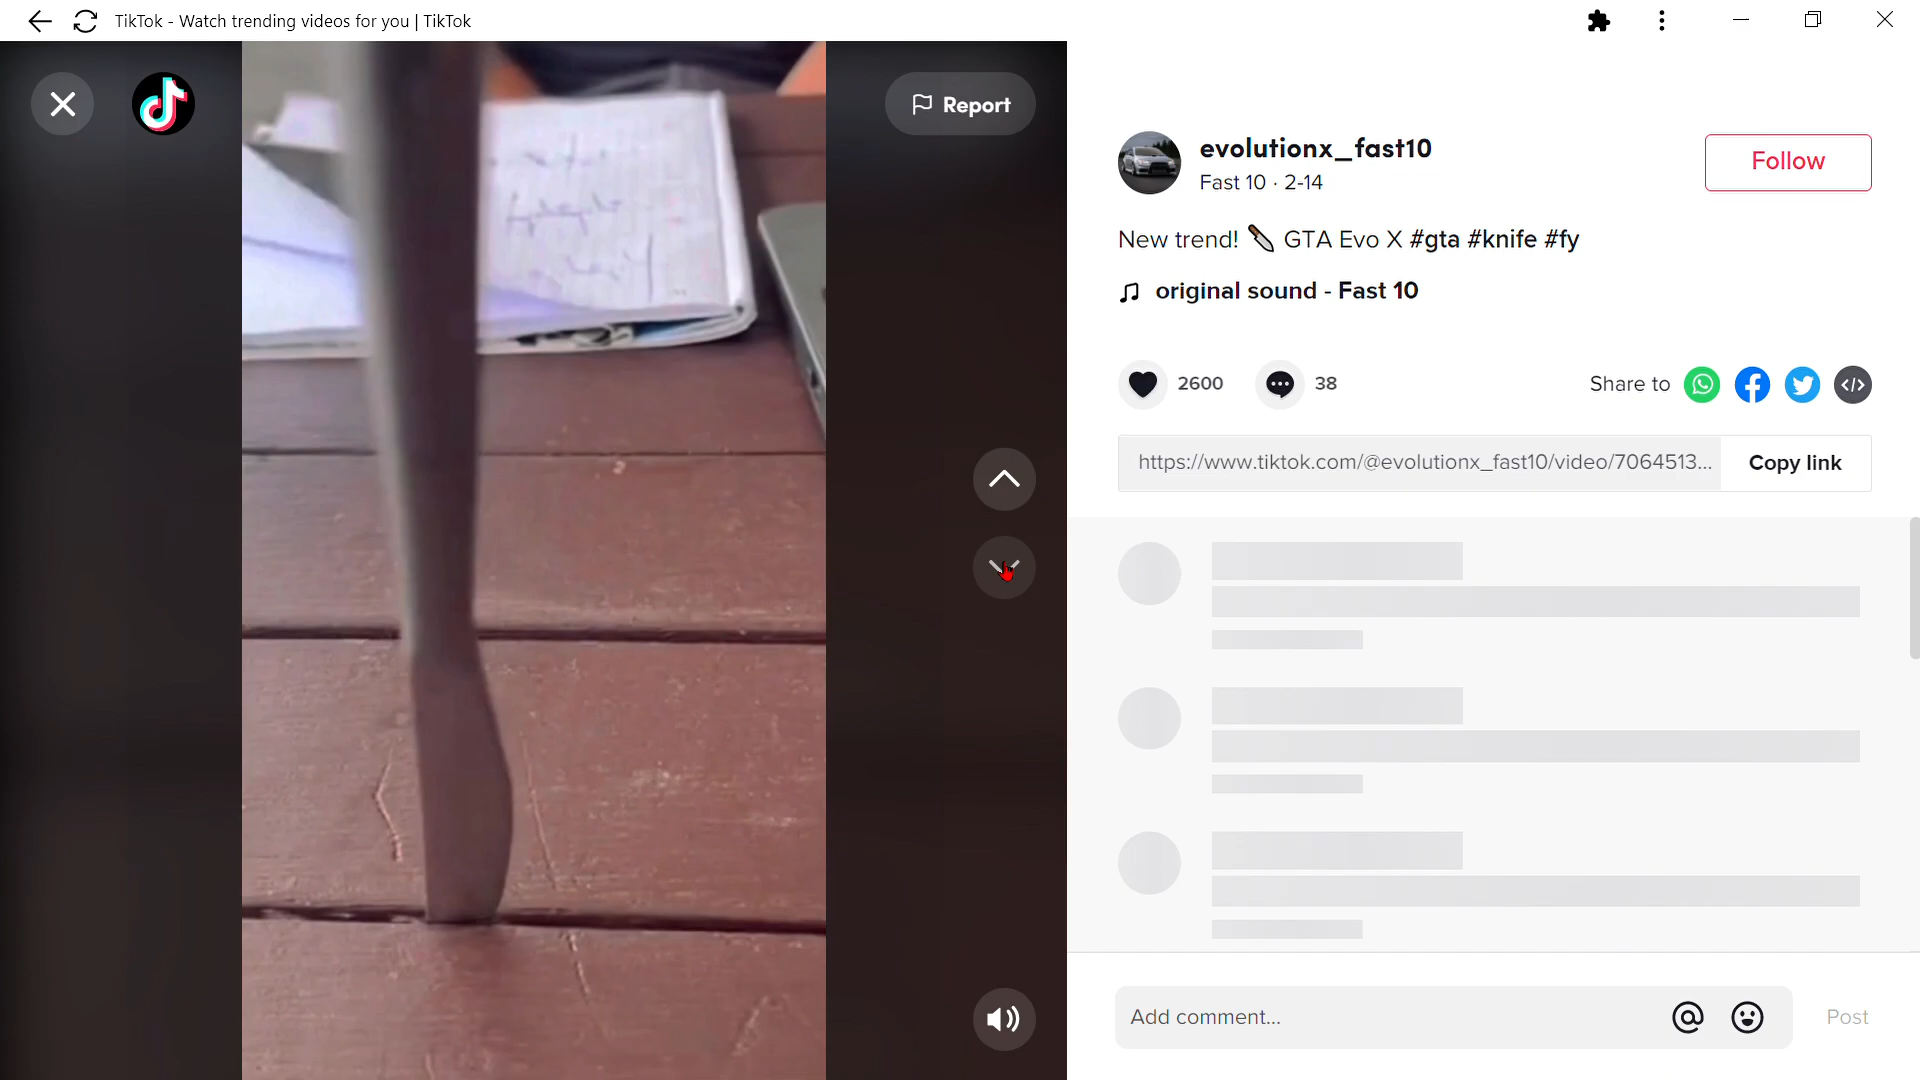 TikTok - Watch trending videos for you | TikTok
Report
evolutionx_fast10
Fast 10 · 2-14
Follow
New trend! 🔪 GTA Evo X #gta #knife #fy
original sound - Fast 10
2600
38
Share to
https://www.tiktok.com/@evolutionx_fast10/video/7064513...
Copy link
Add comment...
Post